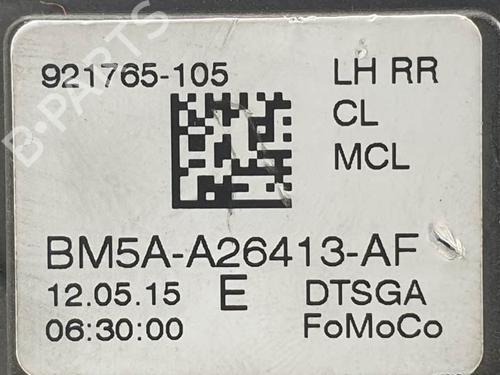 B-PARTS
921765-105 LH RR
CL
MCL
BM5A-A26413-AF
12.05.15 E DTSGA
06:30:00 FoMoCo